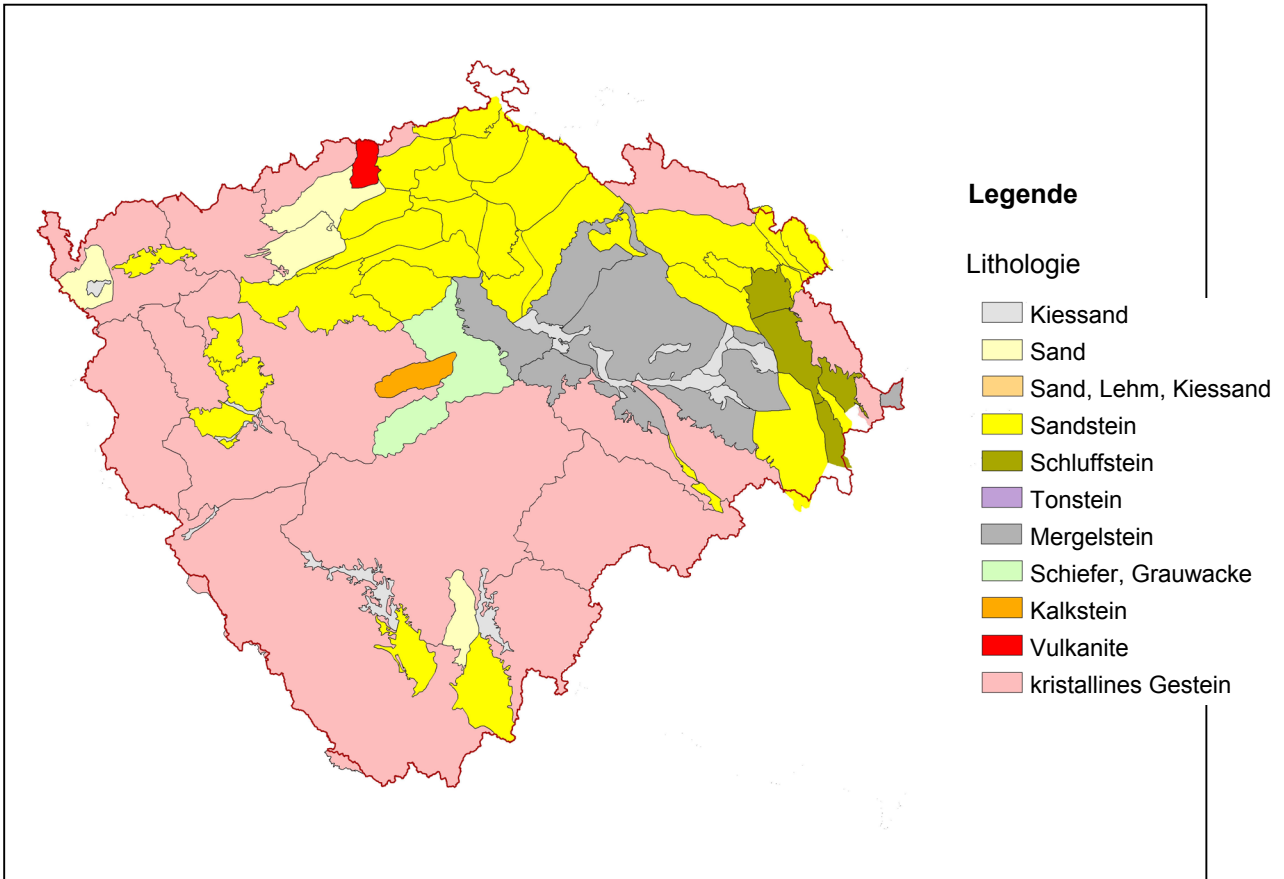 Legende
Lithologie
Kiessand
Sand
Sand, Lehm, Kiessand
Sandstein
Schluffstein
Tonstein
Mergelstein
Schiefer, Grauwacke
Kalkstein
Vulkanite
kristallines Gestein